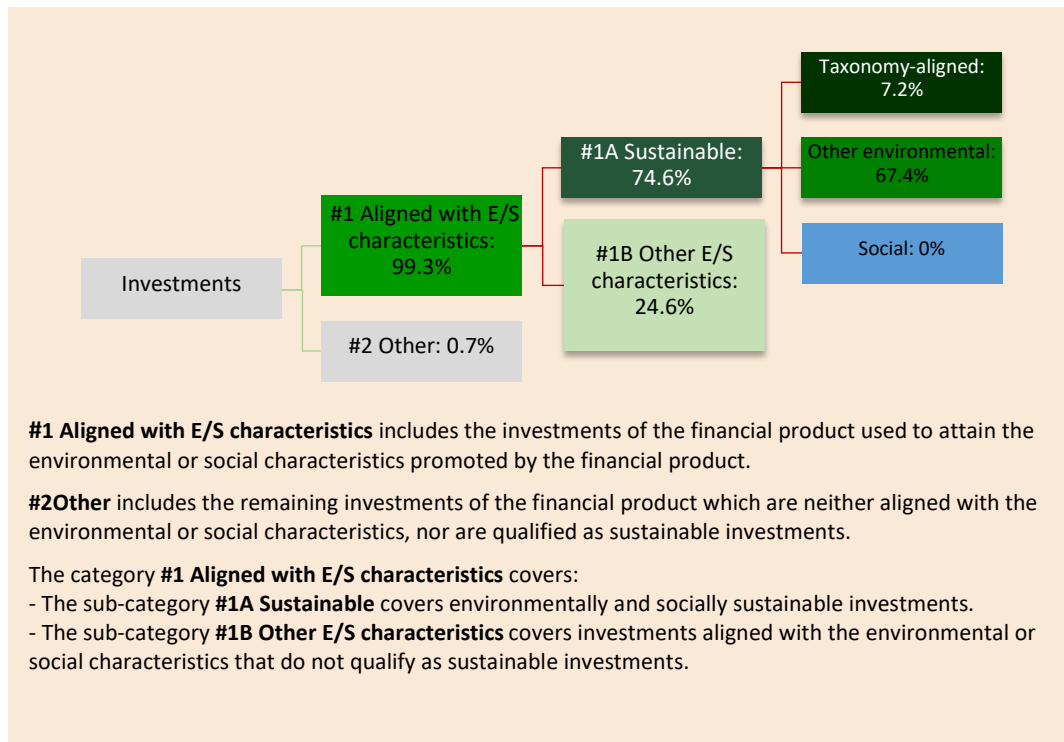 Taxonomy-aligned:
7.2%
#1A Sustainable:
74.6%
Other environmental:
67.4%
#1 Aligned with E/S
characteristics:
99.3%
#1B Other E/S
characteristics:
24.6%
Social: 0%
Investments
#2 Other: 0.7%
#1 Aligned with E/S characteristics includes the investments of the financial product used to attain the
environmental or social characteristics promoted by the financial product.
#2Other includes the remaining investments of the financial product which are neither aligned with the
environmental or social characteristics, nor are qualified as sustainable investments.
The category #1 Aligned with E/S characteristics covers:
- The sub-category #1A Sustainable covers environmentally and socially sustainable investments.
- The sub-category #1B Other E/S characteristics covers investments aligned with the environmental or
social characteristics that do not qualify as sustainable investments.